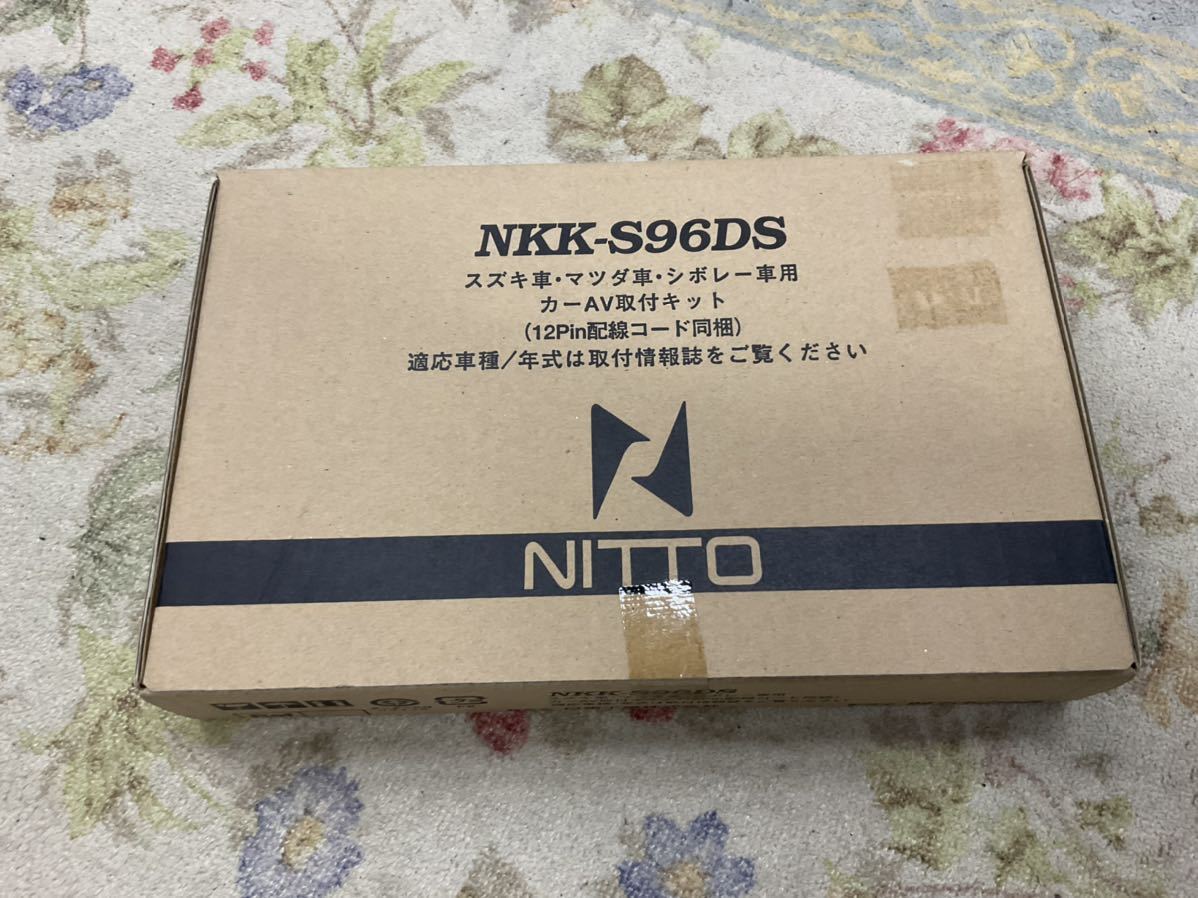 NKK-S96DS
スズキ車・マツダ車・シボレー車用
カーAV取付キット
(12Pin配線コード同梱)
適応車種/年式は取付情報誌をご覧ください
NITTO
NKK-S96DS